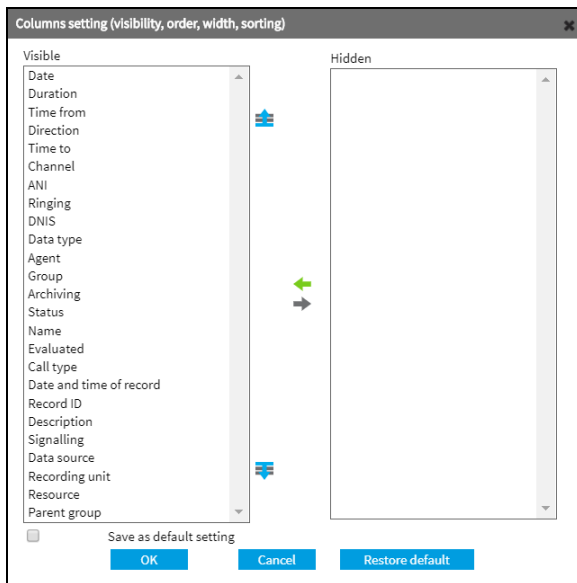 Columns setting (visibility, order, width, sorting)
Visible
Hidden
Date
Duration
Time from
Direction
Time to
Channel
ANI
Ringing
DNIS
Data type
Agent
Group
Archiving
Status
Name
Evaluated
Call type
Date and time of record
Record ID
Description
Signalling
Data source
Recording unit
Resource
Parent group
Save as default setting
OK
Cancel
Restore default